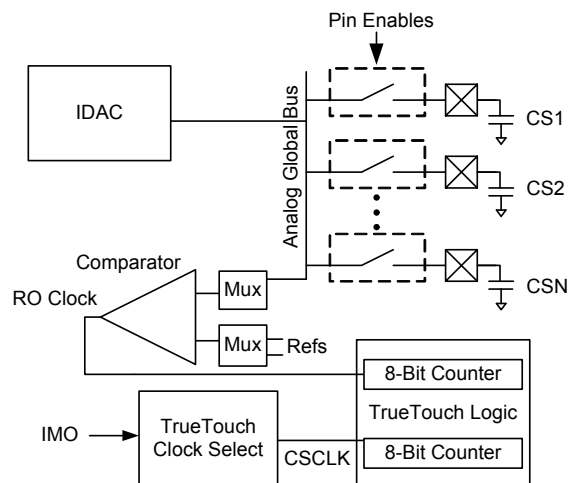 Pin Enables
IDAC
Analog Global Bus
CS1
CS2
CSN
Comparator
Mux
RO Clock
Mux
Refs
8-Bit Counter
TrueTouch Logic
IMO
TrueTouch
Clock Select
CSCLK
8-Bit Counter